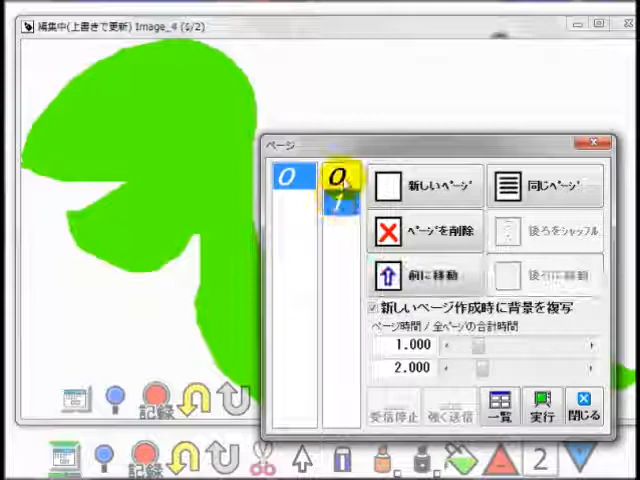 編集中(上書きで更新) Image_4 (5/2)
ページ
0
0
1
新しいページ
同じページ
ページを削除
後ろをシャッフル
前に移動
後ろに移動
新しいページ作成時に背景を複写
ページ時間 / 全ページの合計時間
1.000
2.000
受信停止
強く送信
一覧
実行
閉じる
記録
記録
2